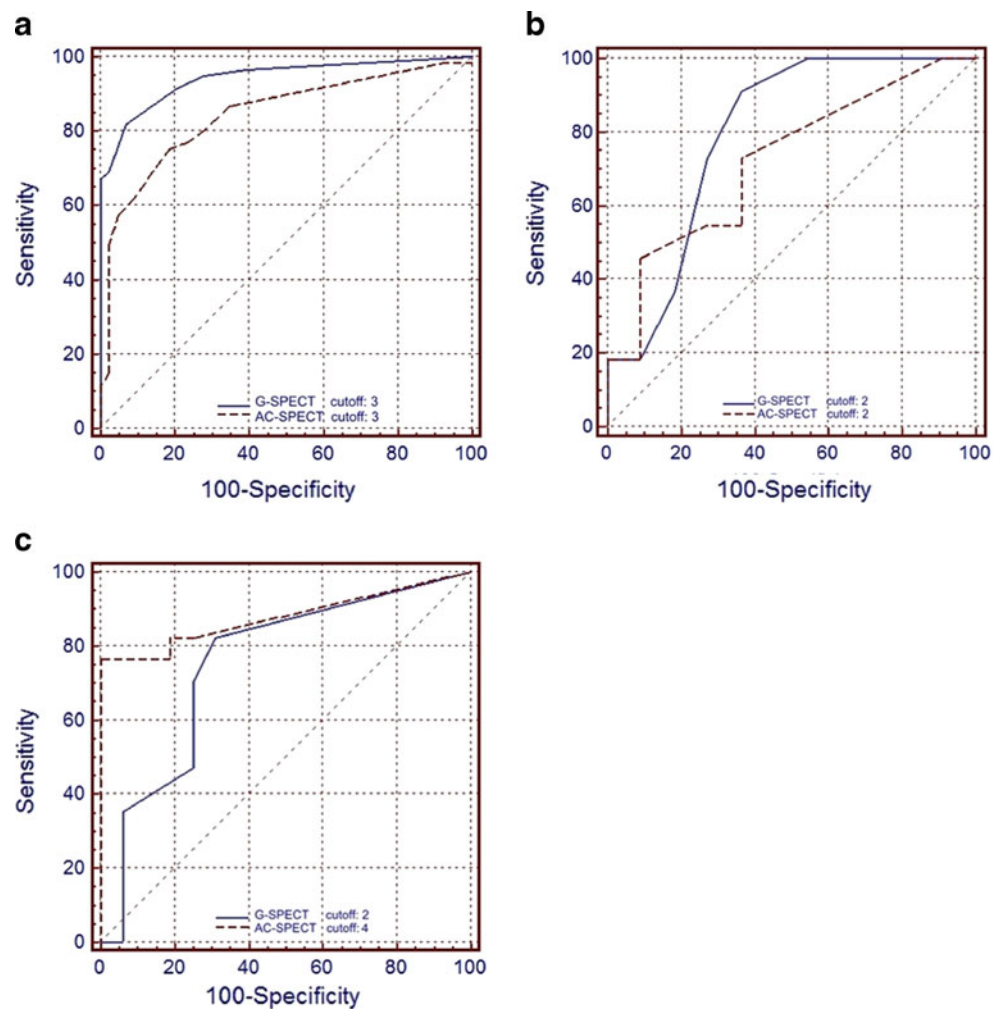 a
100
80
60
40
20
0
Sensitivity
G-SPECT cutoff: 3
AC-SPECT: cutoff: 3
0 20 40 60 80 100
100-Specificity
b
100
80
60
40
20
0
Sensitivity
G-SPECT cutoff: 2
AC-SPECT cutoff: 2
0 20 40 60 80 100
100-Specificity
c
100
80
60
40
20
0
Sensitivity
G-SPECT cutoff: 2
AC-SPECT cutoff: 4
0 20 40 60 80 100
100-Specificity